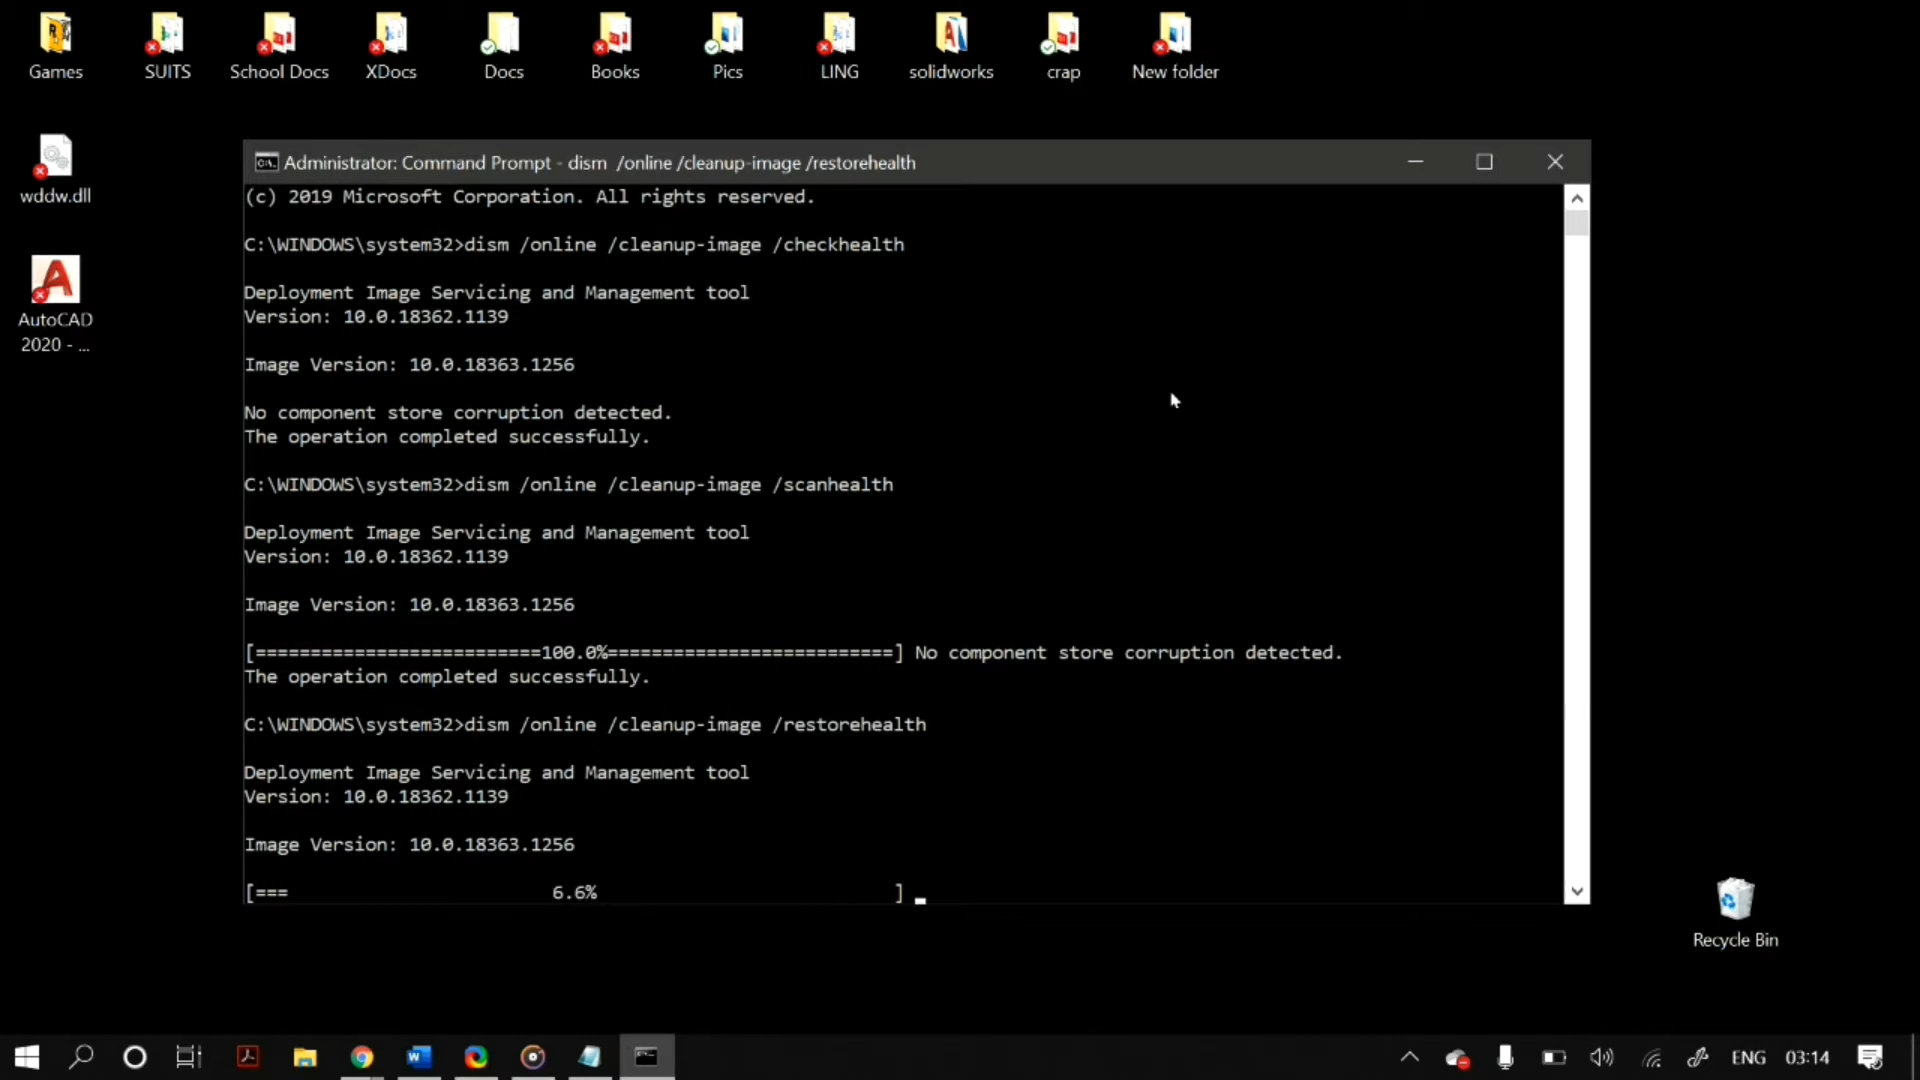 Games
SUITS
School Docs
XDocs
Docs
Books
Pics
LING
solidworks
crap
New folder
wddw.dll
AutoCAD
2020 - ...
Administrator: Command Prompt - dism  /online /cleanup-image /restorehealth
(c) 2019 Microsoft Corporation. All rights reserved.
C:\WINDOWS\system32>dism /online /cleanup-image /checkhealth
Deployment Image Servicing and Management tool
Version: 10.0.18362.1139
Image Version: 10.0.18363.1256
No component store corruption detected.
The operation completed successfully.
C:\WINDOWS\system32>dism /online /cleanup-image /scanhealth
Deployment Image Servicing and Management tool
Version: 10.0.18362.1139
Image Version: 10.0.18363.1256
[==========================100.0%==========================] No component store corruption detected.
The operation completed successfully.
C:\WINDOWS\system32>dism /online /cleanup-image /restorehealth
Deployment Image Servicing and Management tool
Version: 10.0.18362.1139
Image Version: 10.0.18363.1256
[===                        6.6%                           ]
Recycle Bin
ENG
03:14